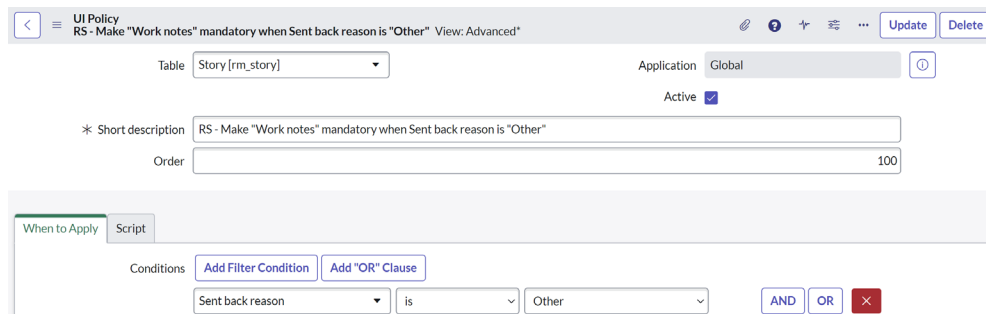 UI Policy
RS - Make "Work notes" mandatory when Sent back reason is "Other" View: Advanced*
Update
Delete
Table Story [rm_story]
Application Global
Active
Short description RS - Make "Work notes" mandatory when Sent back reason is "Other"
Order 100
When to Apply Script
Conditions Add Filter Condition Add "OR" Clause
Sent back reason is Other AND OR